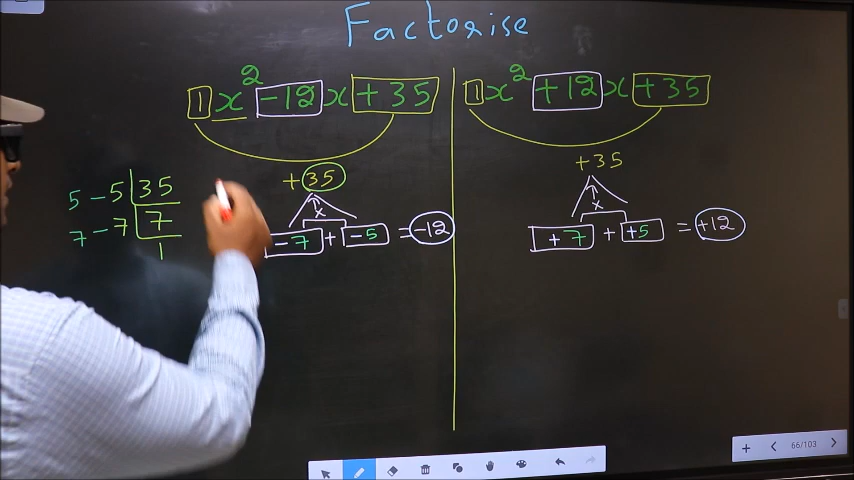 Factorise
1x² -12x +35
+35
5 - 5 | 35
7 - 7 | 7
1
x
-7 + -5 = -12
1x² +12x +35
+35
x
+7 + +5 = +12
66/103